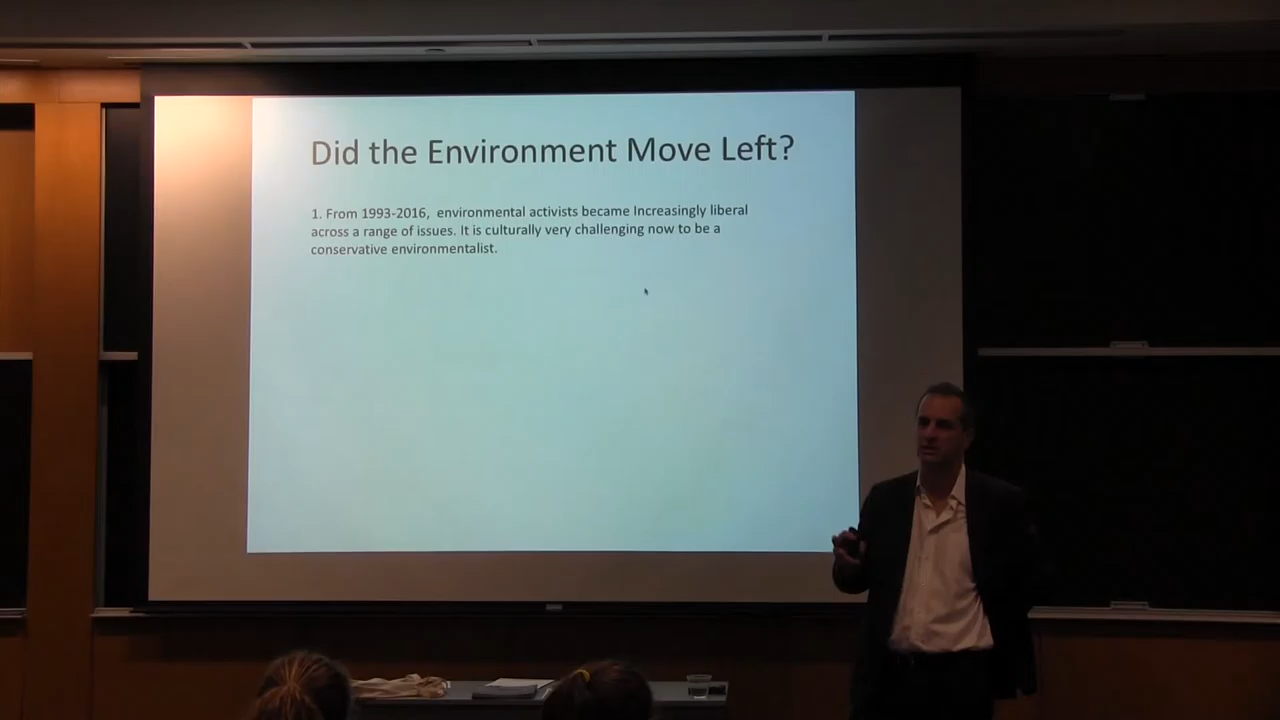 Did the Environment Move Left?
1. From 1993-2016, environmental activists became Increasingly liberal
across a range of issues. It is culturally very challenging now to be a
conservative environmentalist.